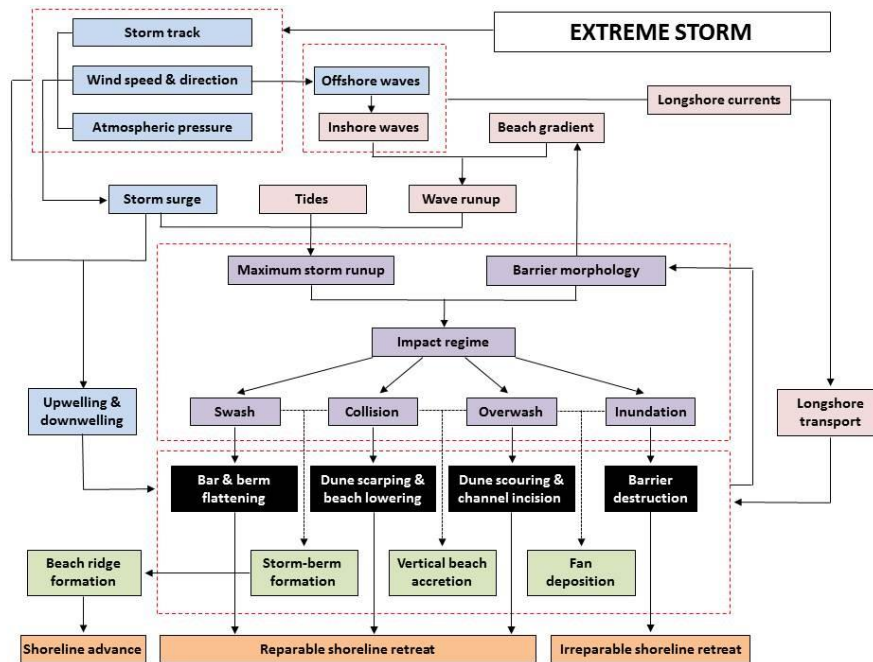 Storm track
EXTREME STORM
Wind speed & direction
Offshore waves
Longshore currents
Atmospheric pressure
Inshore waves
Beach gradient
Storm surge
Tides
Wave runup
Maximum storm runup
Barrier morphology
Impact regime
Upwelling &
downwelling
Swash
Collision
Overwash
Inundation
Longshore
transport
Bar & berm
flattening
Dune scarping &
beach lowering
Dune scouring &
channel incision
Barrier
destruction
Beach ridge
formation
Storm-berm
formation
Vertical beach
accretion
Fan
deposition
Shoreline advance
Reparable shoreline retreat
Irreparable shoreline retreat